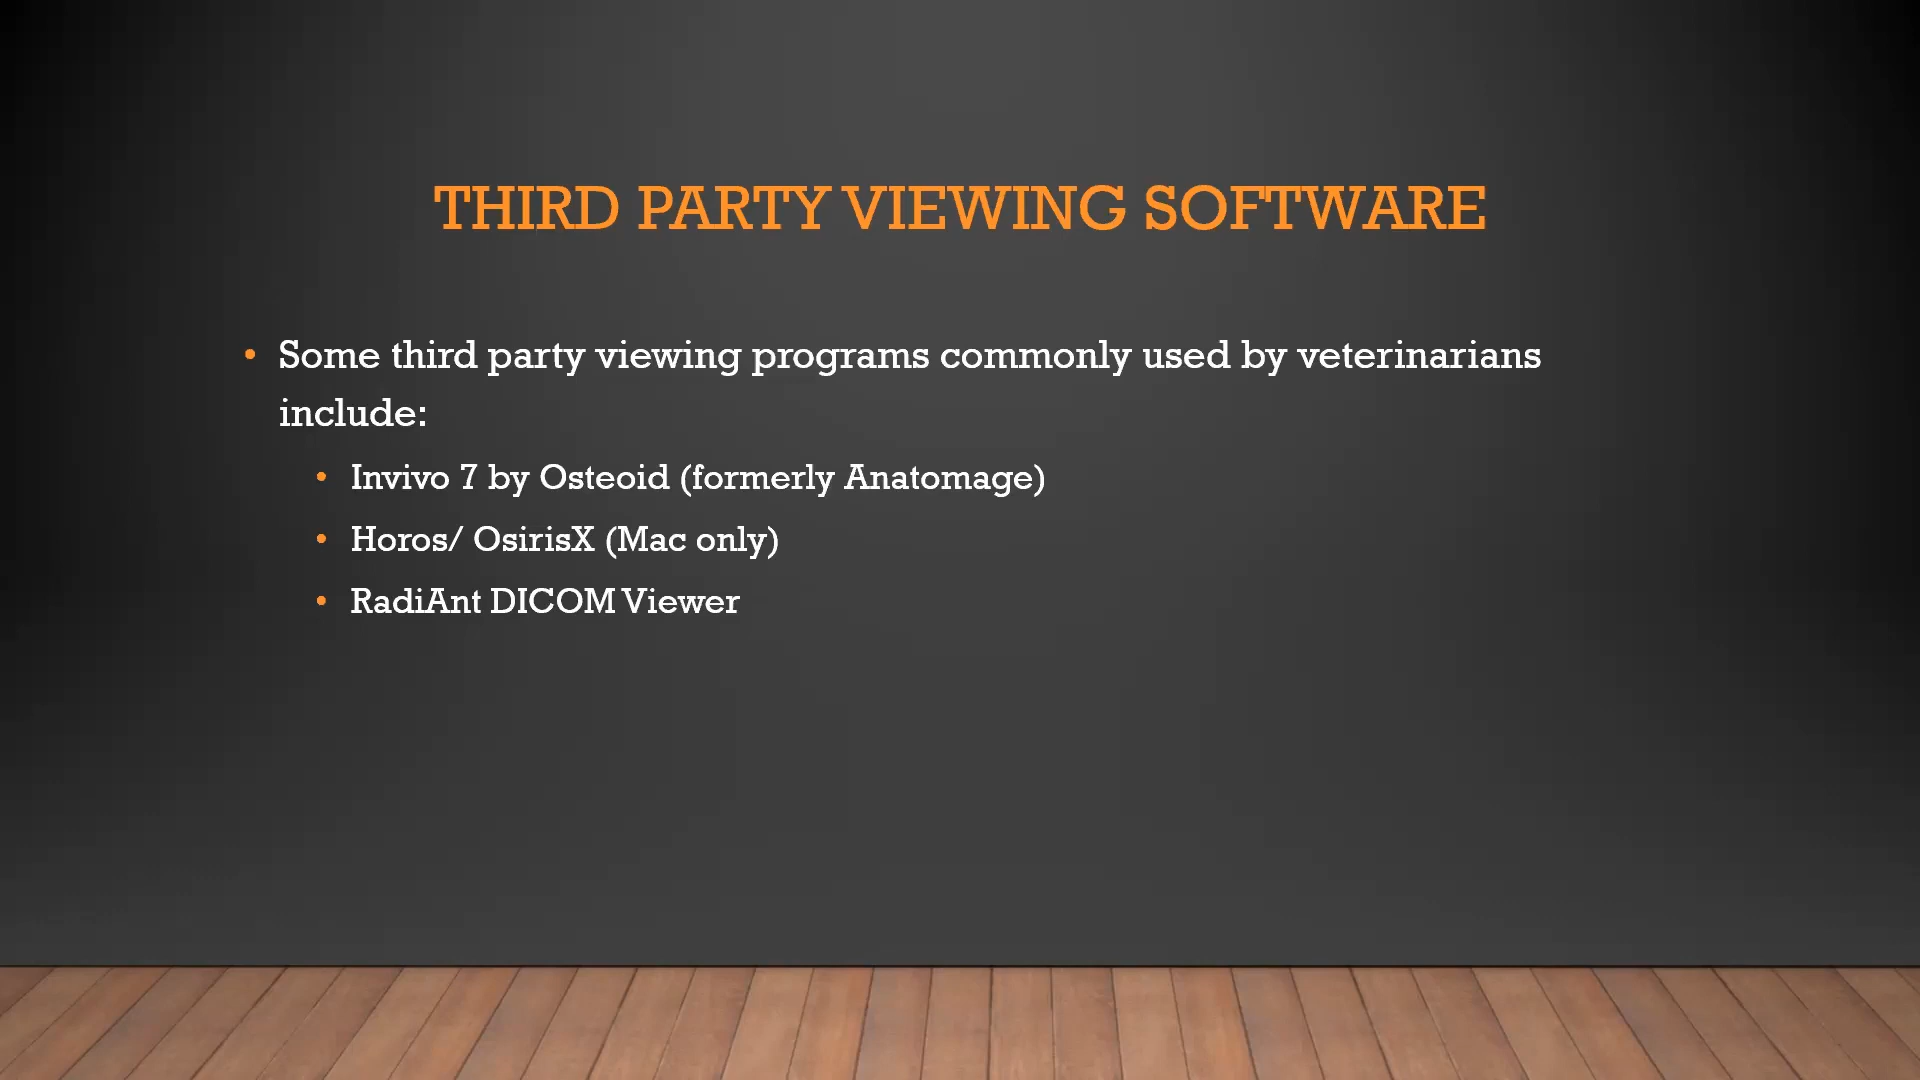 THIRD PARTY VIEWING SOFTWARE
• Some third party viewing programs commonly used by veterinarians
include:
• Invivo 7 by Osteoid (formerly Anatomage)
• Horos/ OsirisX (Mac only)
• RadiAnt DICOM Viewer